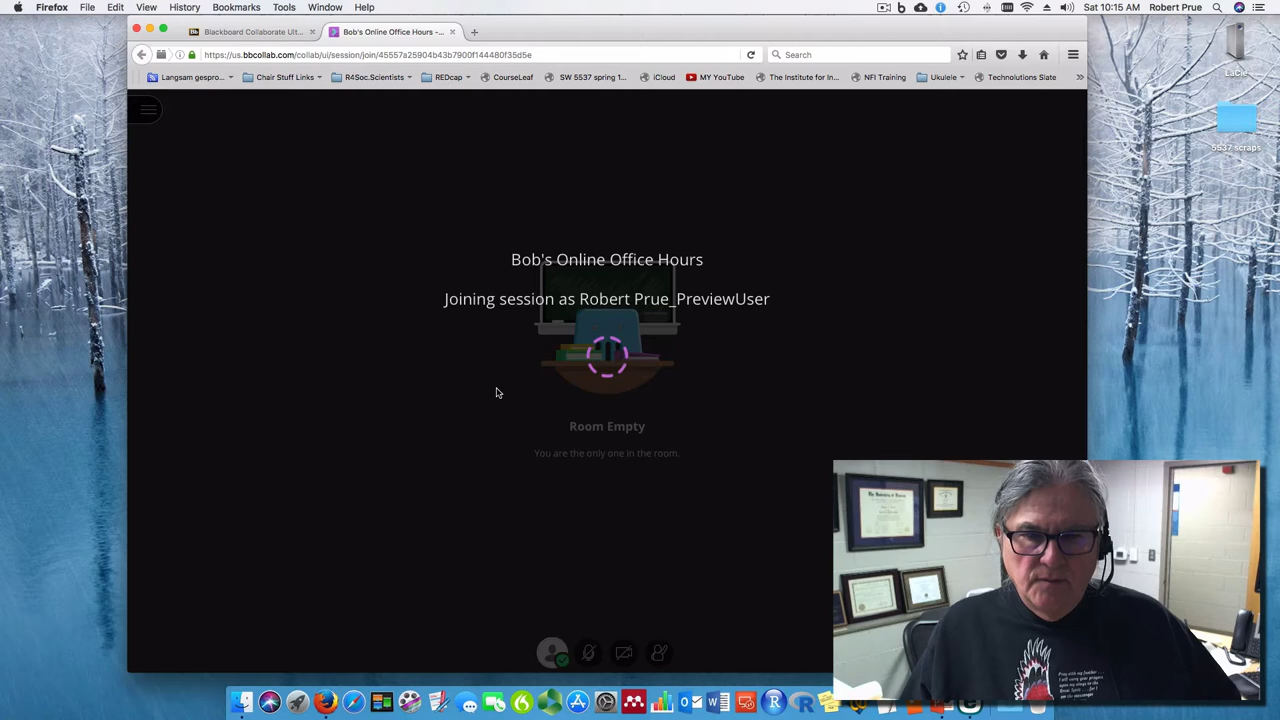 Firefox File Edit View History Bookmarks Tools Window Help
Sat 10:15 AM Robert Prue
Blackboard Collaborate Ult...
Bob's Online Office Hours -...
https://us.bbcollab.com/collab/ui/session/join/45557a25904b43b7900f144480f35d5e
Search
Langsam gespro...
Chair Stuff Links
R4Soc.Scientists
REDcap
CourseLeaf
SW 5537 spring 1...
iCloud
MY YouTube
The Institute for In...
NFI Training
Ukulele
Technolutions Slate
LaCie
5537 scraps
Bob's Online Office Hours
Joining session as Robert Prue_PreviewUser
Room Empty
You are the only one in the room.